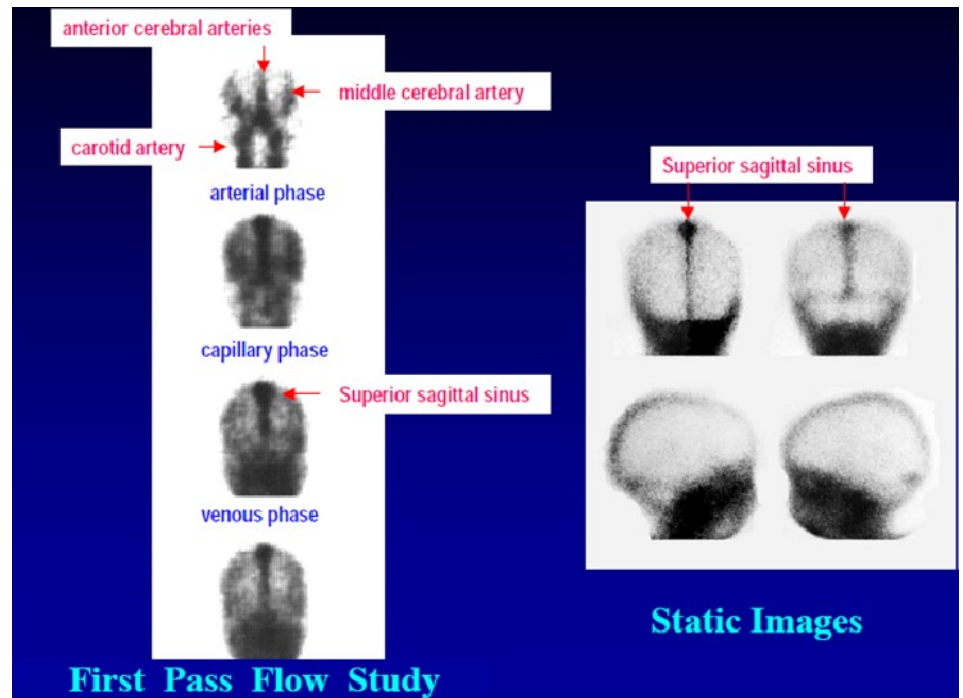 anterior cerebral arteries
middle cerebral artery
carotid artery
arterial phase
capillary phase
Superior sagittal sinus
venous phase
First Pass Flow Study
Superior sagittal sinus
Static Images